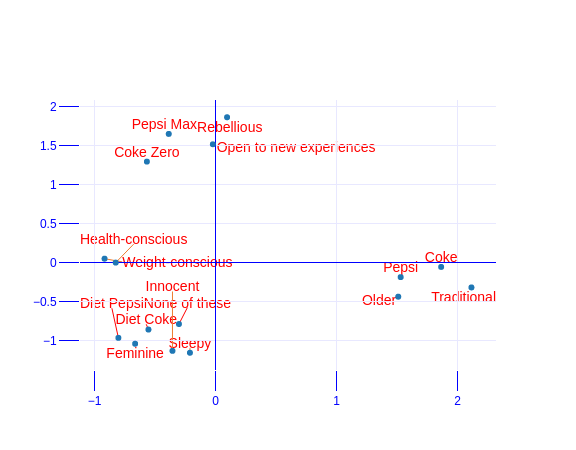 2
Pepsi Max
Rebellious
1.5
Open to new experiences
Coke Zero
1
0.5
Health-conscious
Coke
0
Weight-conscious
Pepsi
Innocent
−0.5
Diet Pepsi
None of these
Older
Traditional
Diet Coke
−1
Feminine
Sleepy
−1
0
1
2